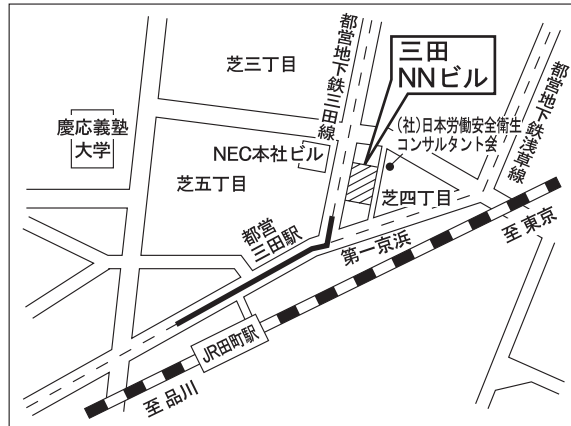 三田
NNビル
都営地下鉄三田線
都営地下鉄浅草線
芝三丁目
慶応義塾
大学
NEC本社ビル
(社)日本労働安全衛生
コンサルタント会
芝五丁目
芝四丁目
都営
三田駅
第一京浜
至東京
JR田町駅
至品川